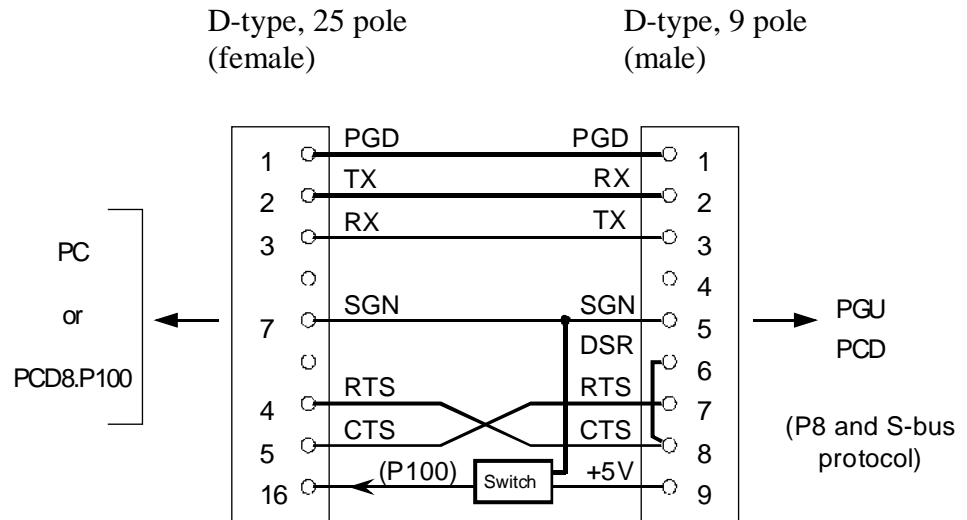 D-type, 25 pole
(female)
D-type, 9 pole
(male)
1 PGD PGD 1
2 TX RX 2
3 RX TX 3
4
7 SGN SGN 5
DSR 6
4 RTS RTS 7
5 CTS CTS 8
16 (P100) Switch +5V 9
PC
or
PCD8.P100
PGU
PCD
(P8 and S-bus
protocol)